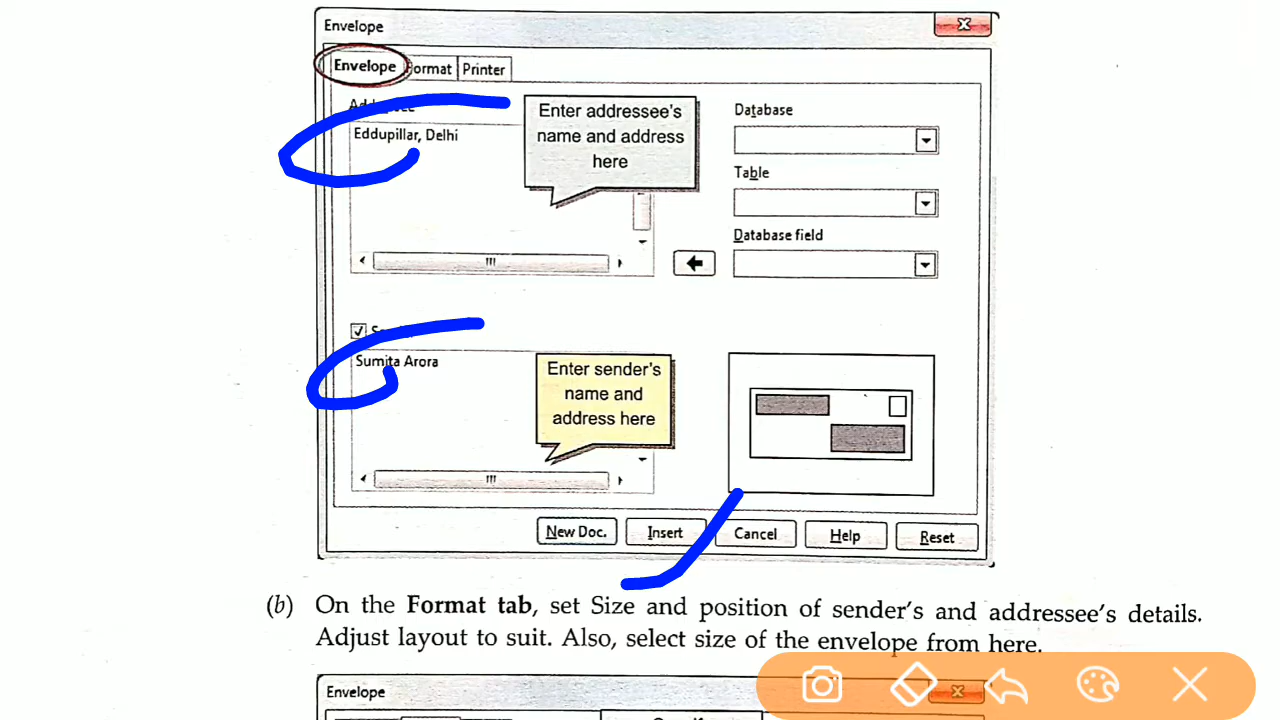 Envelope
Envelope Format Printer
Addressee
Eddupillar, Delhi
Enter addressee's
name and address
here
Database
Table
Database field
Sumita Arora
Enter sender's
name and
address here
New Doc. Insert Cancel Help Reset
(b) On the Format tab, set Size and position of sender's and addressee's details.
Adjust layout to suit. Also, select size of the envelope from here.
Envelope